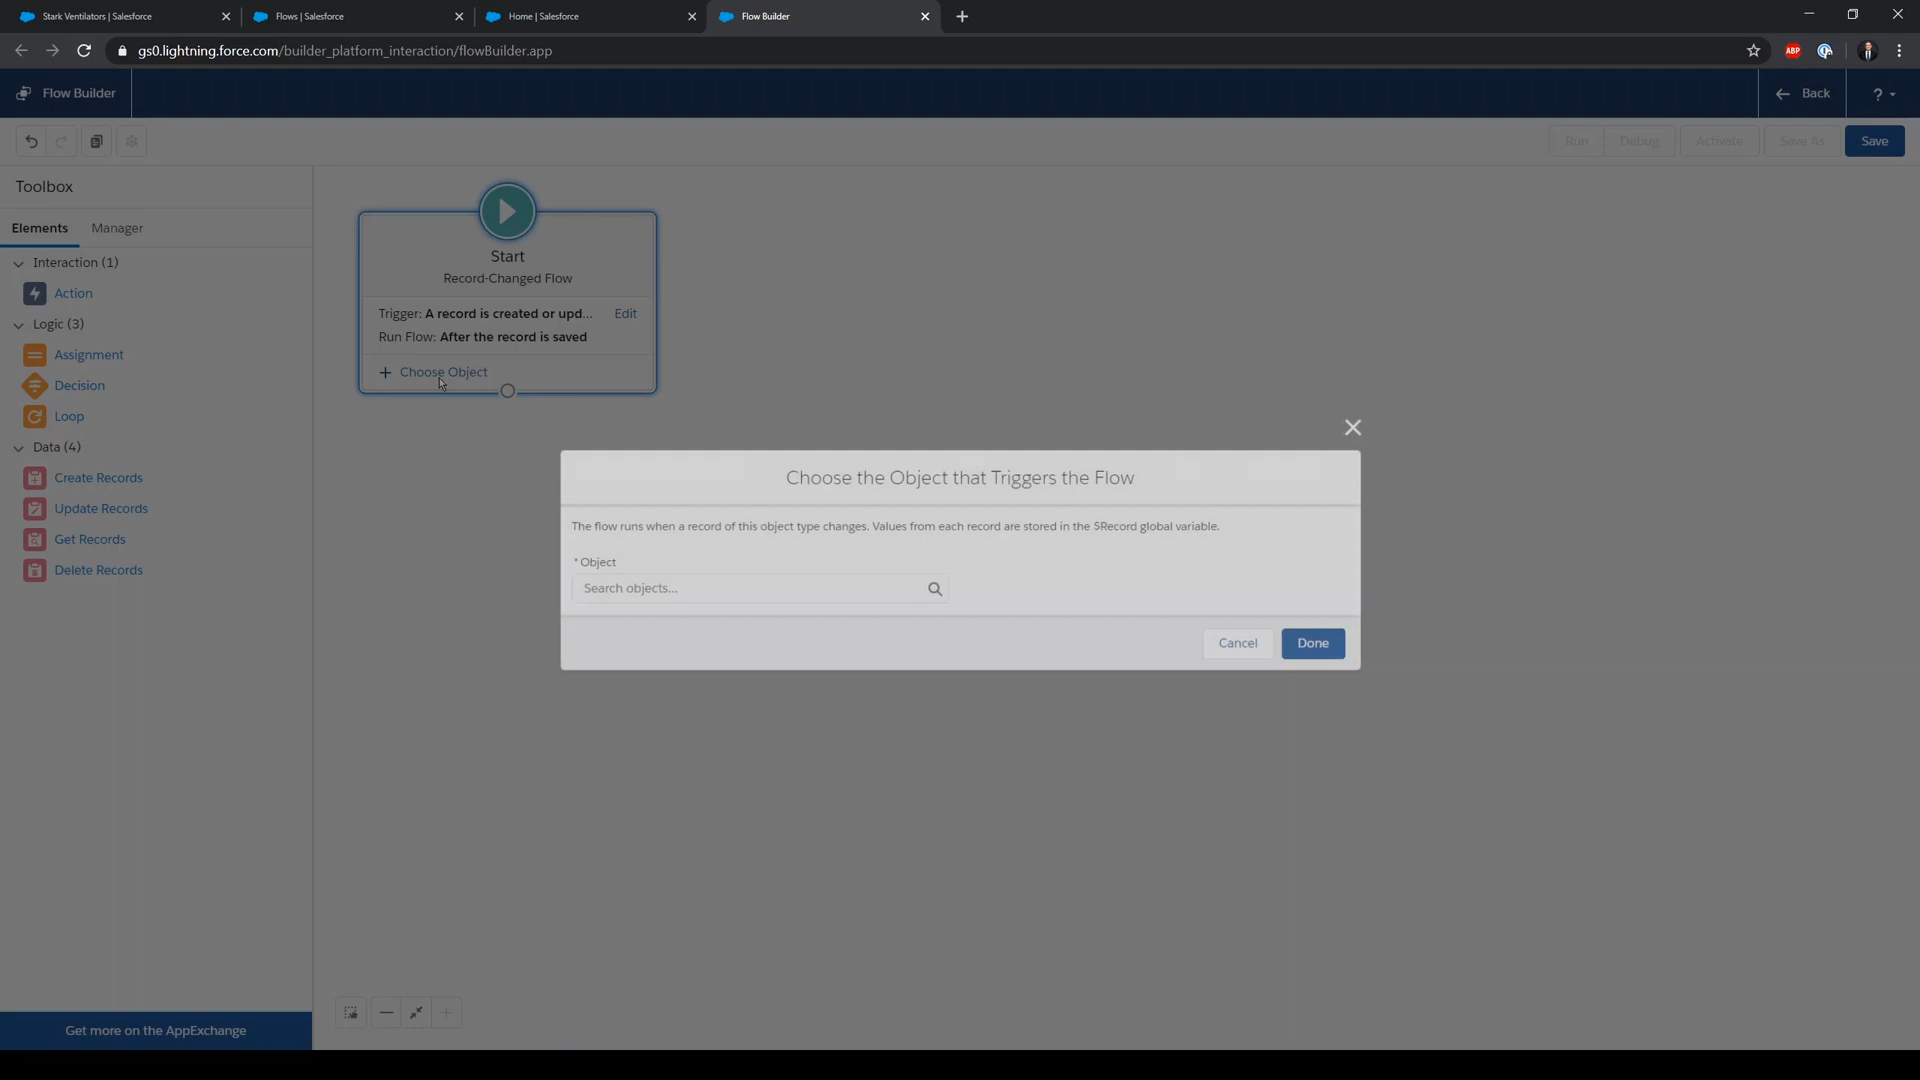 Stark Ventilators | Salesforce
Flows | Salesforce
Home | Salesforce
Flow Builder
gs0.lightning.force.com/builder_platform_interaction/flowBuilder.app
ABP
Flow Builder
Back
?
Run
Debug
Activate
Save As
Save
Toolbox
Elements
Manager
Interaction (1)
Action
Logic (3)
Assignment
Decision
Loop
Data (4)
Create Records
Update Records
Get Records
Delete Records
Get more on the AppExchange
Start
Record-Changed Flow
Trigger: A record is created or upd...
Edit
Run Flow: After the record is saved
+ Choose Object
Choose the Object that Triggers the Flow
The flow runs when a record of this object type changes. Values from each record are stored in the $Record global variable.
* Object
Search objects...
Cancel
Done